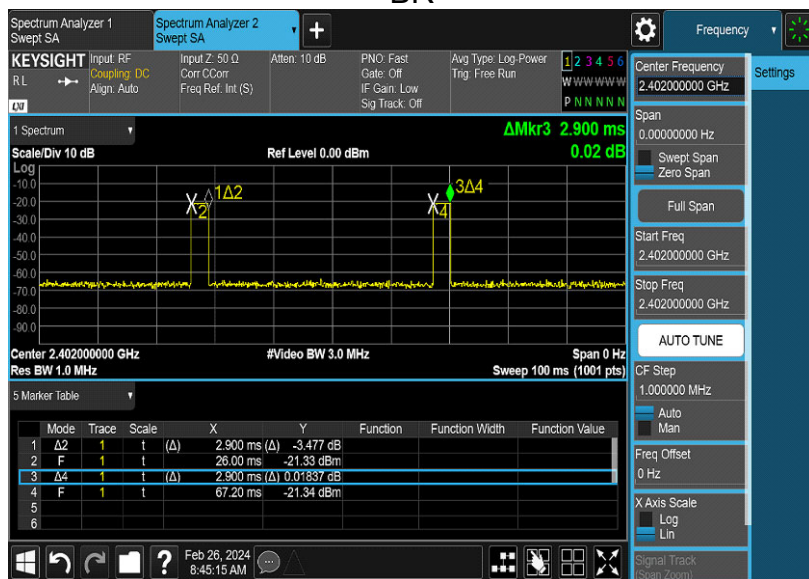 BR
Spectrum Analyzer 1
Swept SA
Spectrum Analyzer 2
Swept SA
+
Frequency
KEYSIGHT
RL
LXI
Input: RF
Coupling: DC
Align: Auto
Input Z: 50 Ω
Corr CCorr
Freq Ref: Int (S)
Atten: 10 dB
PNO: Fast
Gate: Off
IF Gain: Low
Sig Track: Off
Avg Type: Log-Power
Trig: Free Run
1 2 3 4 5 6
W W W W W W
P N N N N N
1 Spectrum
ΔMkr3 2.900 ms
0.02 dB
Scale/Div 10 dB
Ref Level 0.00 dBm
Log
-10.0
-20.0
-30.0
-40.0
-50.0
-60.0
-70.0
-80.0
-90.0
1Δ2
2
3Δ4
4
Center 2.402000000 GHz
#Video BW 3.0 MHz
Span 0 Hz
Res BW 1.0 MHz
Sweep 100 ms (1001 pts)
5 Marker Table
Mode Trace Scale X Y Function Function Width Function Value
1 Δ2 1 t (Δ) 2.900 ms (Δ) -3.477 dB
2 F 1 t 26.00 ms -21.33 dBm
3 Δ4 1 t (Δ) 2.900 ms (Δ) 0.01837 dB
4 F 1 t 67.20 ms -21.34 dBm
5
6
?
Feb 26, 2024
8:45:15 AM
Center Frequency
2.402000000 GHz
Settings
Span
0.00000000 Hz
Swept Span
Zero Span
Full Span
Start Freq
2.402000000 GHz
Stop Freq
2.402000000 GHz
AUTO TUNE
CF Step
1.000000 MHz
Auto
Man
Freq Offset
0 Hz
X Axis Scale
Log
Lin
Signal Track
(Span Zoom)